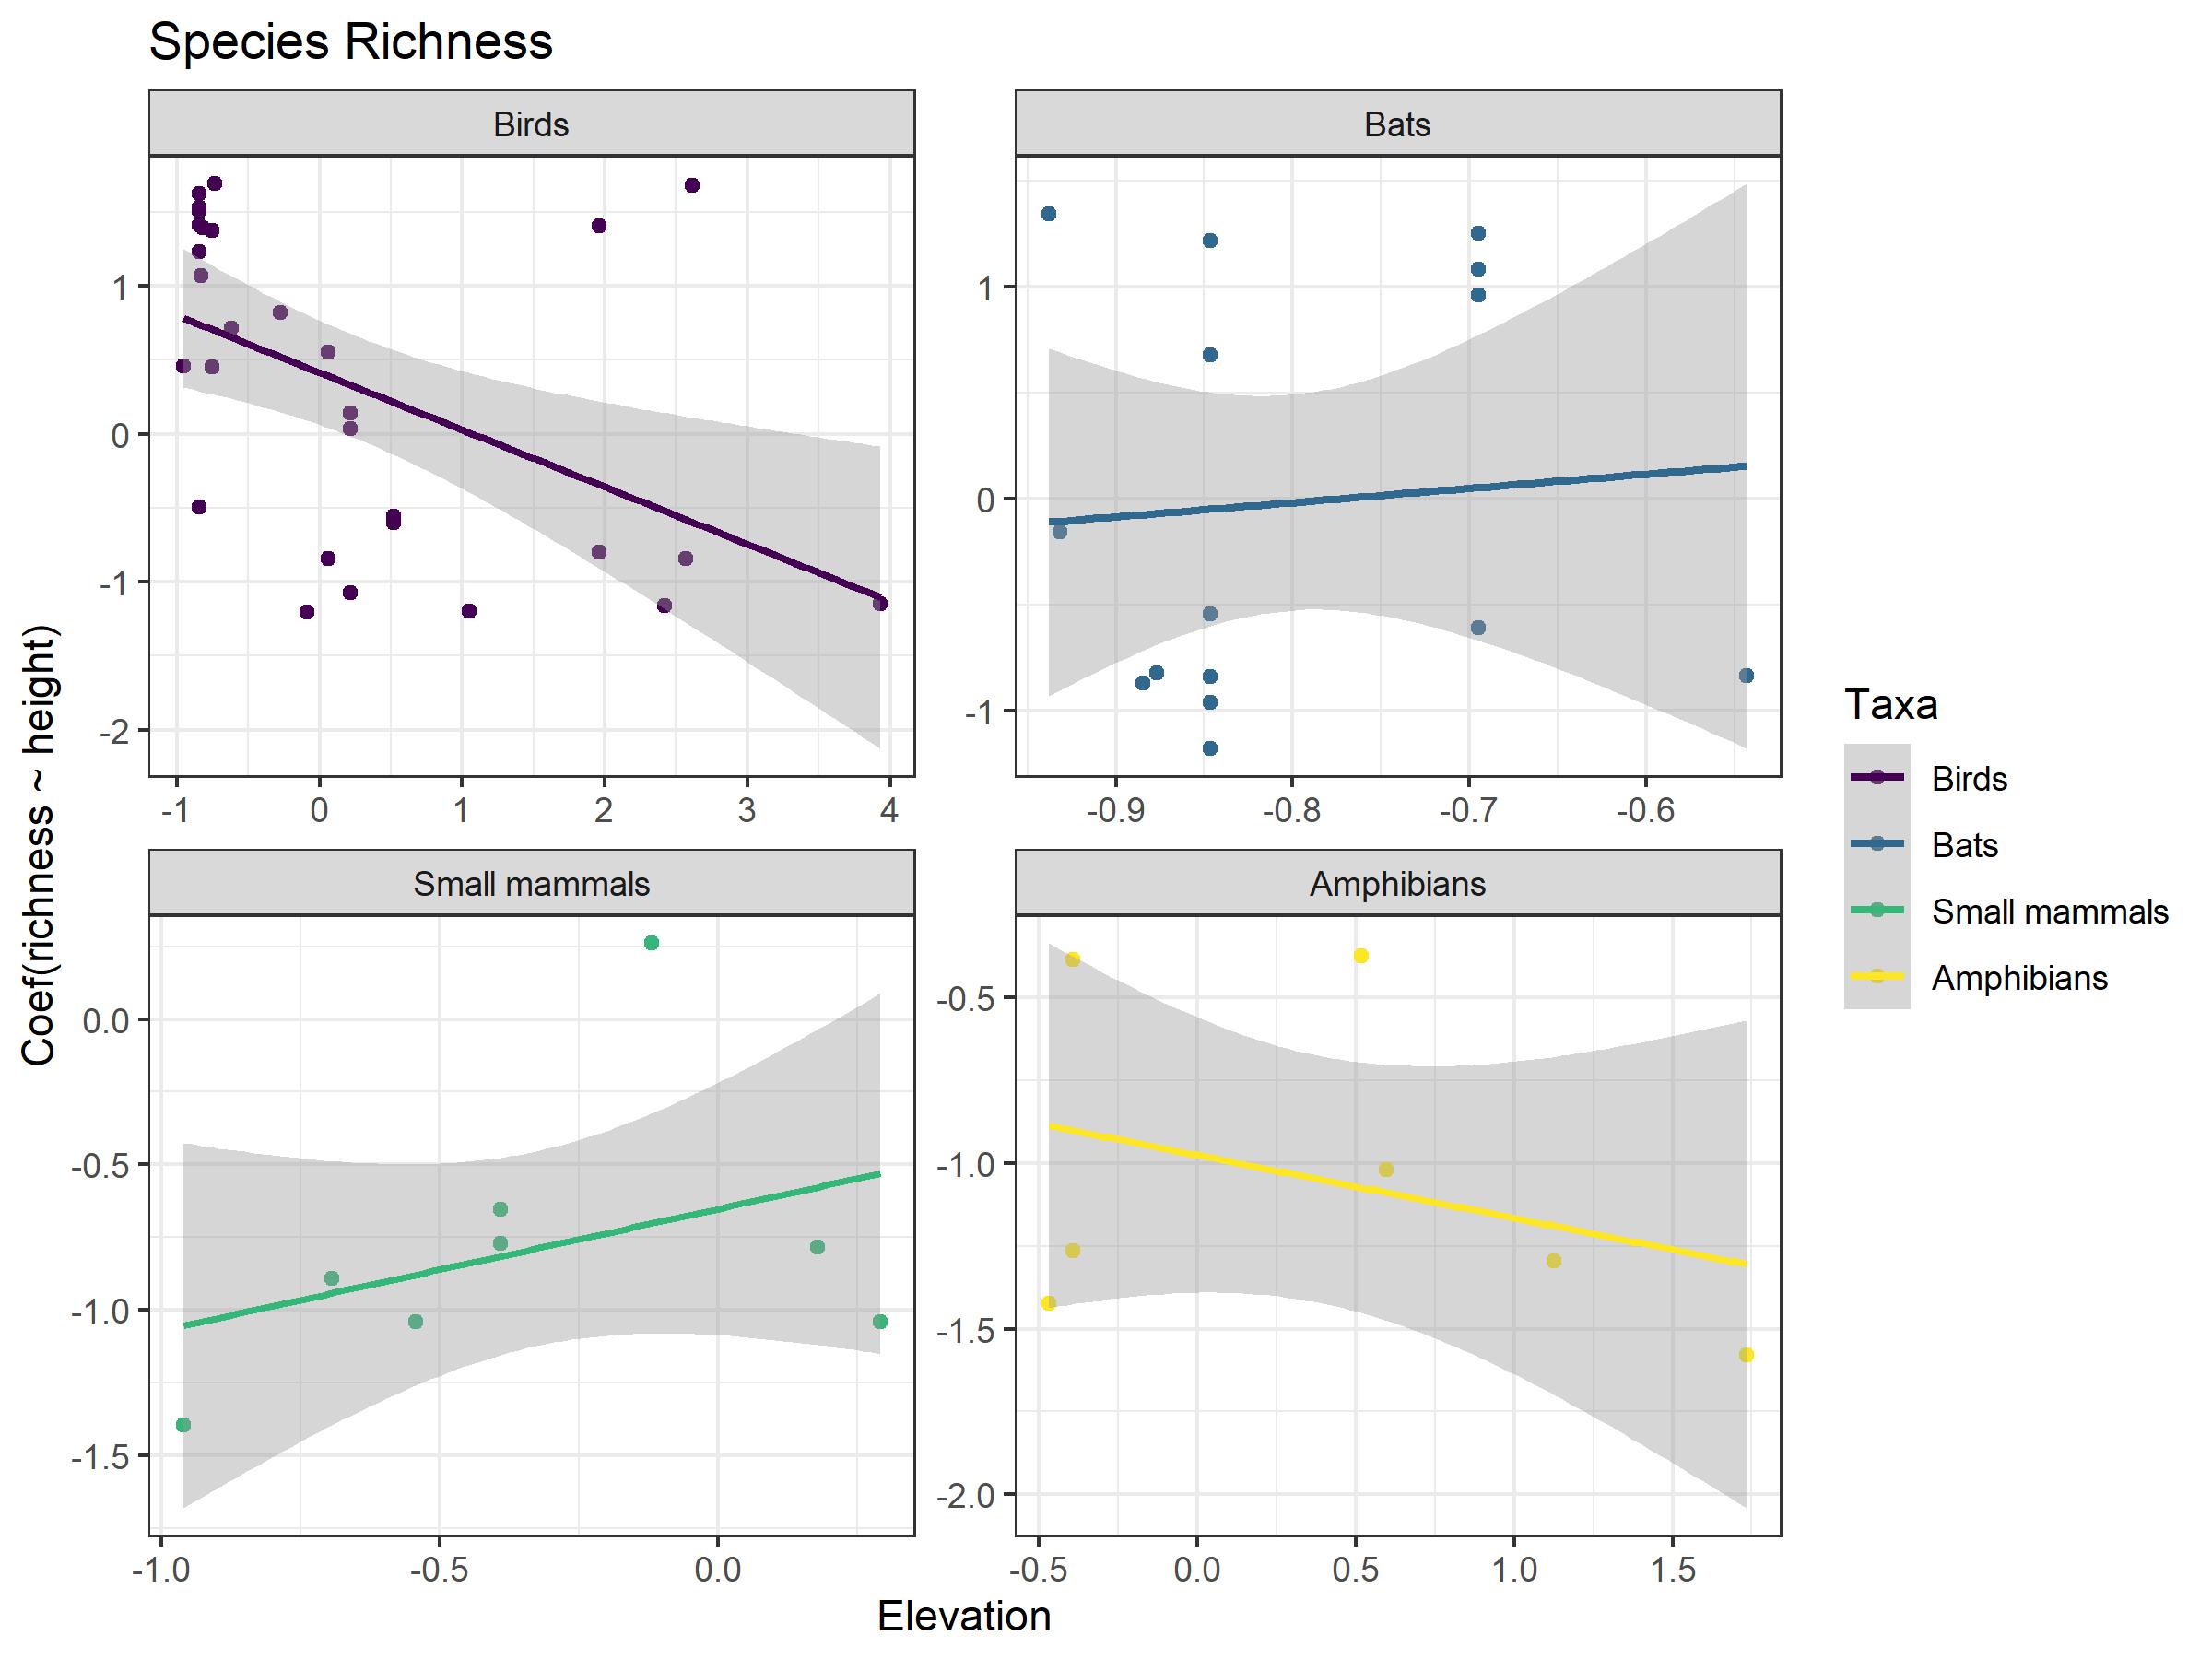 Species Richness
Birds
Bats
1
0
-1
-2
1
0
-1
-1 0 1 2 3 4
-0.9 -0.8 -0.7 -0.6
Small mammals
Amphibians
0.0
-0.5
-1.0
-1.5
-0.5
-1.0
-1.5
-2.0
-1.0 -0.5 0.0
-0.5 0.0 0.5 1.0 1.5
Elevation
Coef(richness ~ height)
Taxa
Birds
Bats
Small mammals
Amphibians